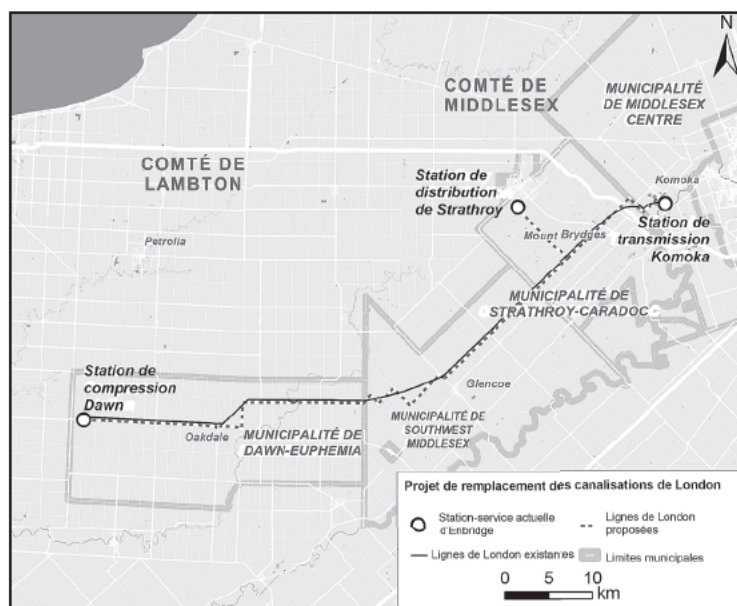 N
COMTÉ DE
MIDDLESEX
MUNICIPALITÉ
DE MIDDLESEX
CENTRE
COMTÉ DE
LAMBTON
Station de
distribution
de Strathroy
Komoka
Station de
transmission
Komoka
Petrolia
Mount Brydges
MUNICIPALITÉ DE
STRATHROY-CARADOC
Station de
compression
Dawn
Glencoe
Oakdale
MUNICIPALITÉ DE
DAWN-EUPHEMIA
MUNICIPALITÉ DE
SOUTHWEST
MIDDLESEX
Projet de remplacement des canalisations de London
Station-service actuelle
d'Enbridge
Lignes de London
proposées
Lignes de London existantes
Limites municipales
0 5 10
km